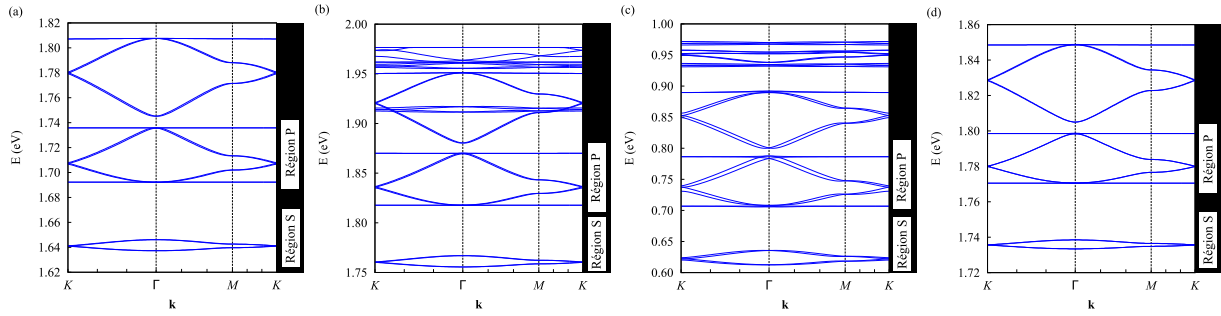 (a)
E (eV)
1.82
1.80
1.78
1.76
1.74
1.72
1.70
1.68
1.66
1.64
1.62
K Γ M K
k
Région P
Région S
(b)
E (eV)
2.00
1.95
1.90
1.85
1.80
1.75
K Γ M K
k
Région P
Région S
(c)
E (eV)
1.00
0.95
0.90
0.85
0.80
0.75
0.70
0.65
0.60
K Γ M K
k
Région P
Région S
(d)
E (eV)
1.86
1.84
1.82
1.80
1.78
1.76
1.74
1.72
K Γ M K
k
Région P
Région S